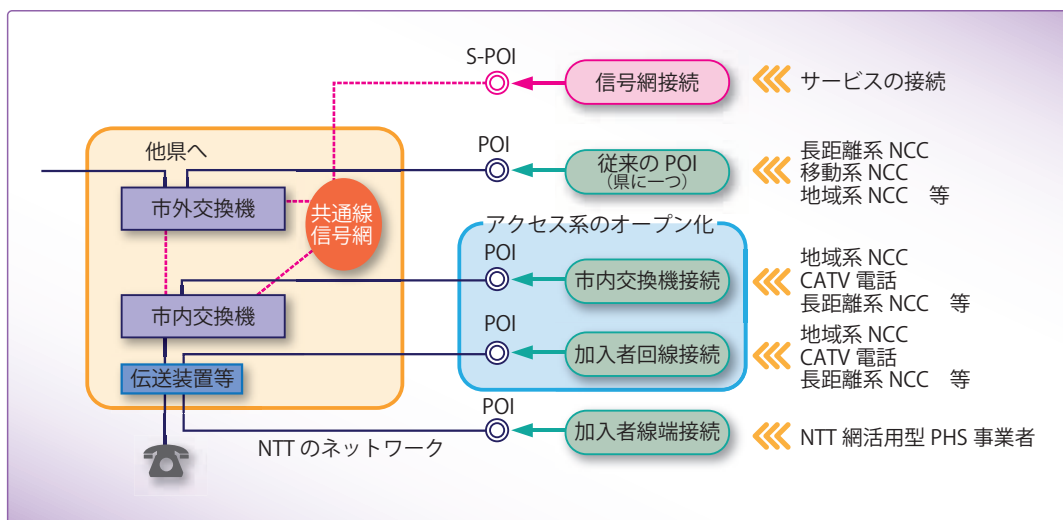 S-POI
信号網接続
サービスの接続
他県へ
POI
従来の POI
（県に一つ）
長距離系 NCC
移動系 NCC
地域系 NCC　等
市外交換機
共通線
信号網
アクセス系のオープン化
POI
市内交換機接続
地域系 NCC
CATV 電話
長距離系 NCC　等
市内交換機
POI
加入者回線接続
地域系 NCC
CATV 電話
長距離系 NCC　等
伝送装置等
POI
加入者線端接続
NTT 網活用型 PHS 事業者
NTT のネットワーク